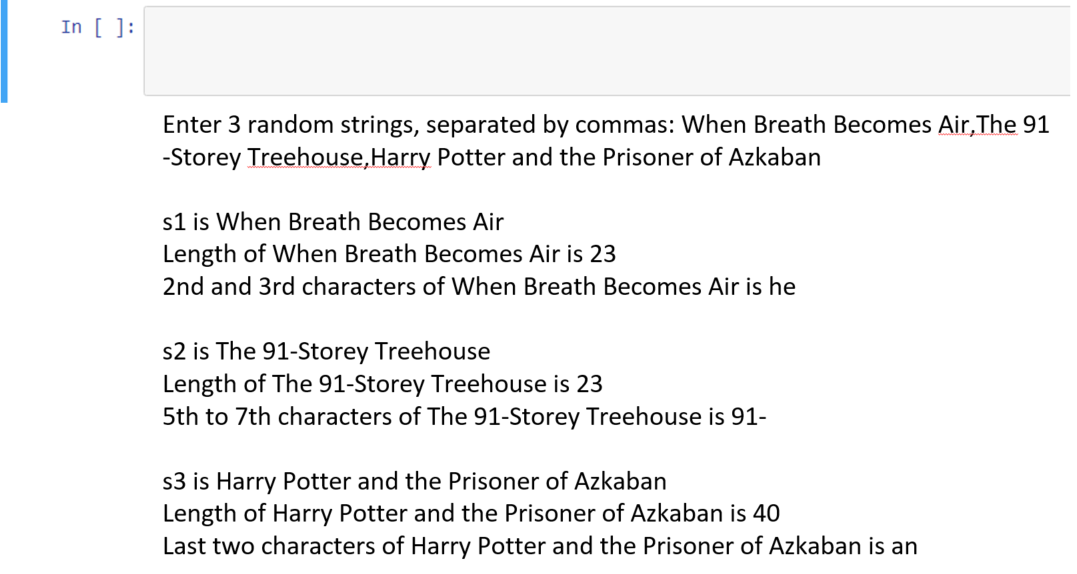 In [ ]:
Enter 3 random strings, separated by commas: When Breath Becomes Air,The 91
-Storey Treehouse,Harry Potter and the Prisoner of Azkaban
s1 is When Breath Becomes Air
Length of When Breath Becomes Air is 23
2nd and 3rd characters of When Breath Becomes Air is he
s2 is The 91-Storey Treehouse
Length of The 91-Storey Treehouse is 23
5th to 7th characters of The 91-Storey Treehouse is 91-
s3 is Harry Potter and the Prisoner of Azkaban
Length of Harry Potter and the Prisoner of Azkaban is 40
Last two characters of Harry Potter and the Prisoner of Azkaban is an